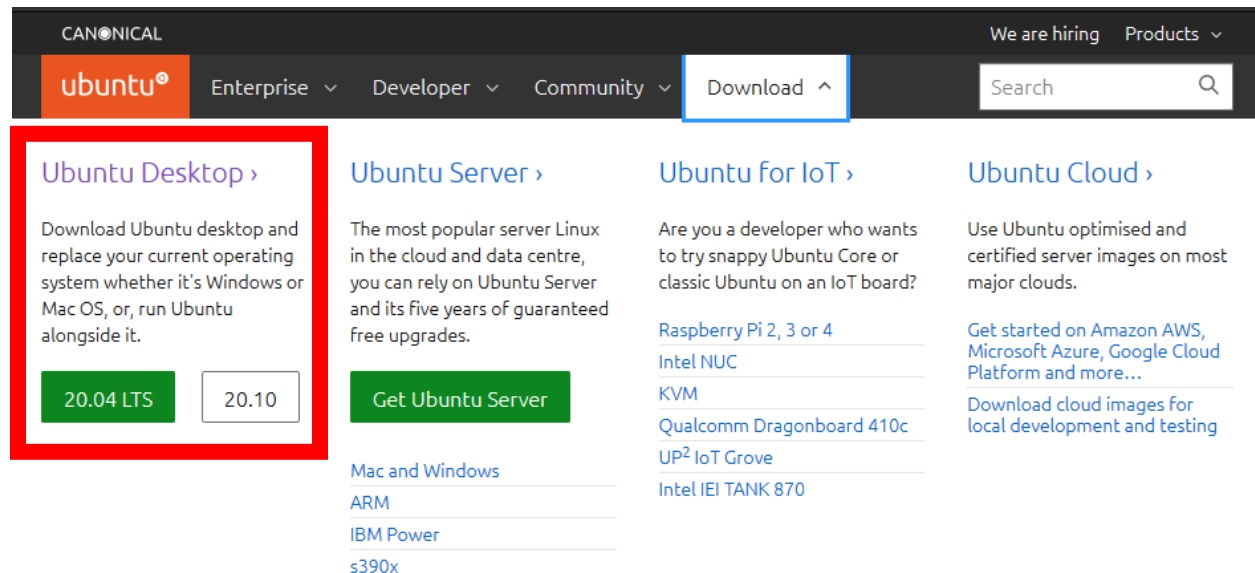 CANONICAL
We are hiring Products
ubuntu Enterprise Developer Community Download Search
Ubuntu Desktop ›
Download Ubuntu desktop and
replace your current operating
system whether it's Windows or
Mac OS, or, run Ubuntu
alongside it.
20.04 LTS 20.10
Ubuntu Server ›
The most popular server Linux
in the cloud and data centre,
you can rely on Ubuntu Server
and its five years of guaranteed
free upgrades.
Get Ubuntu Server
Mac and Windows
ARM
IBM Power
s390x
Ubuntu for IoT ›
Are you a developer who wants
to try snappy Ubuntu Core or
classic Ubuntu on an IoT board?
Raspberry Pi 2, 3 or 4
Intel NUC
KVM
Qualcomm Dragonboard 410c
UP² IoT Grove
Intel IEI TANK 870
Ubuntu Cloud ›
Use Ubuntu optimised and
certified server images on most
major clouds.
Get started on Amazon AWS,
Microsoft Azure, Google Cloud
Platform and more…
Download cloud images for
local development and testing